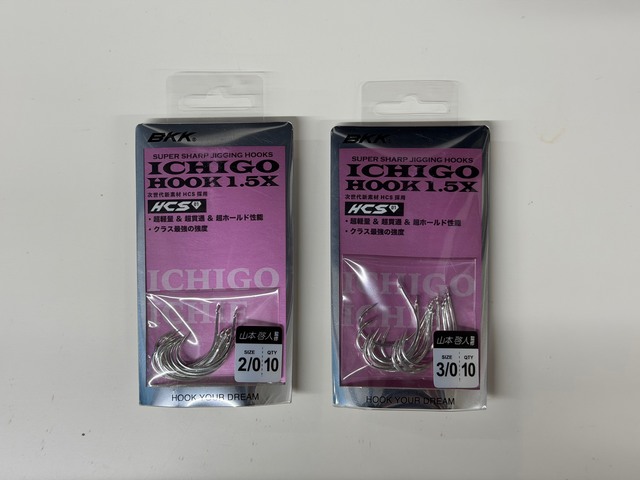 BKK
SUPER SHARP JIGGING HOOKS
ICHIGO
HOOK 1.5X
次世代新素材 HCS 採用
HCS
・超軽量 & 超貫通 & 超ホールド性能
・クラス最強の強度
ICHIGO
山本啓人
SIZE QTY
2/0 10
HOOK YOUR DREAM
BKK
SUPER SHARP JIGGING HOOKS
ICHIGO
HOOK 1.5X
次世代新素材 HCS 採用
HCS
・超軽量 & 超貫通 & 超ホールド性能
・クラス最強の強度
ICHIGO
山本啓人
SIZE QTY
3/0 10
HOOK YOUR DREAM